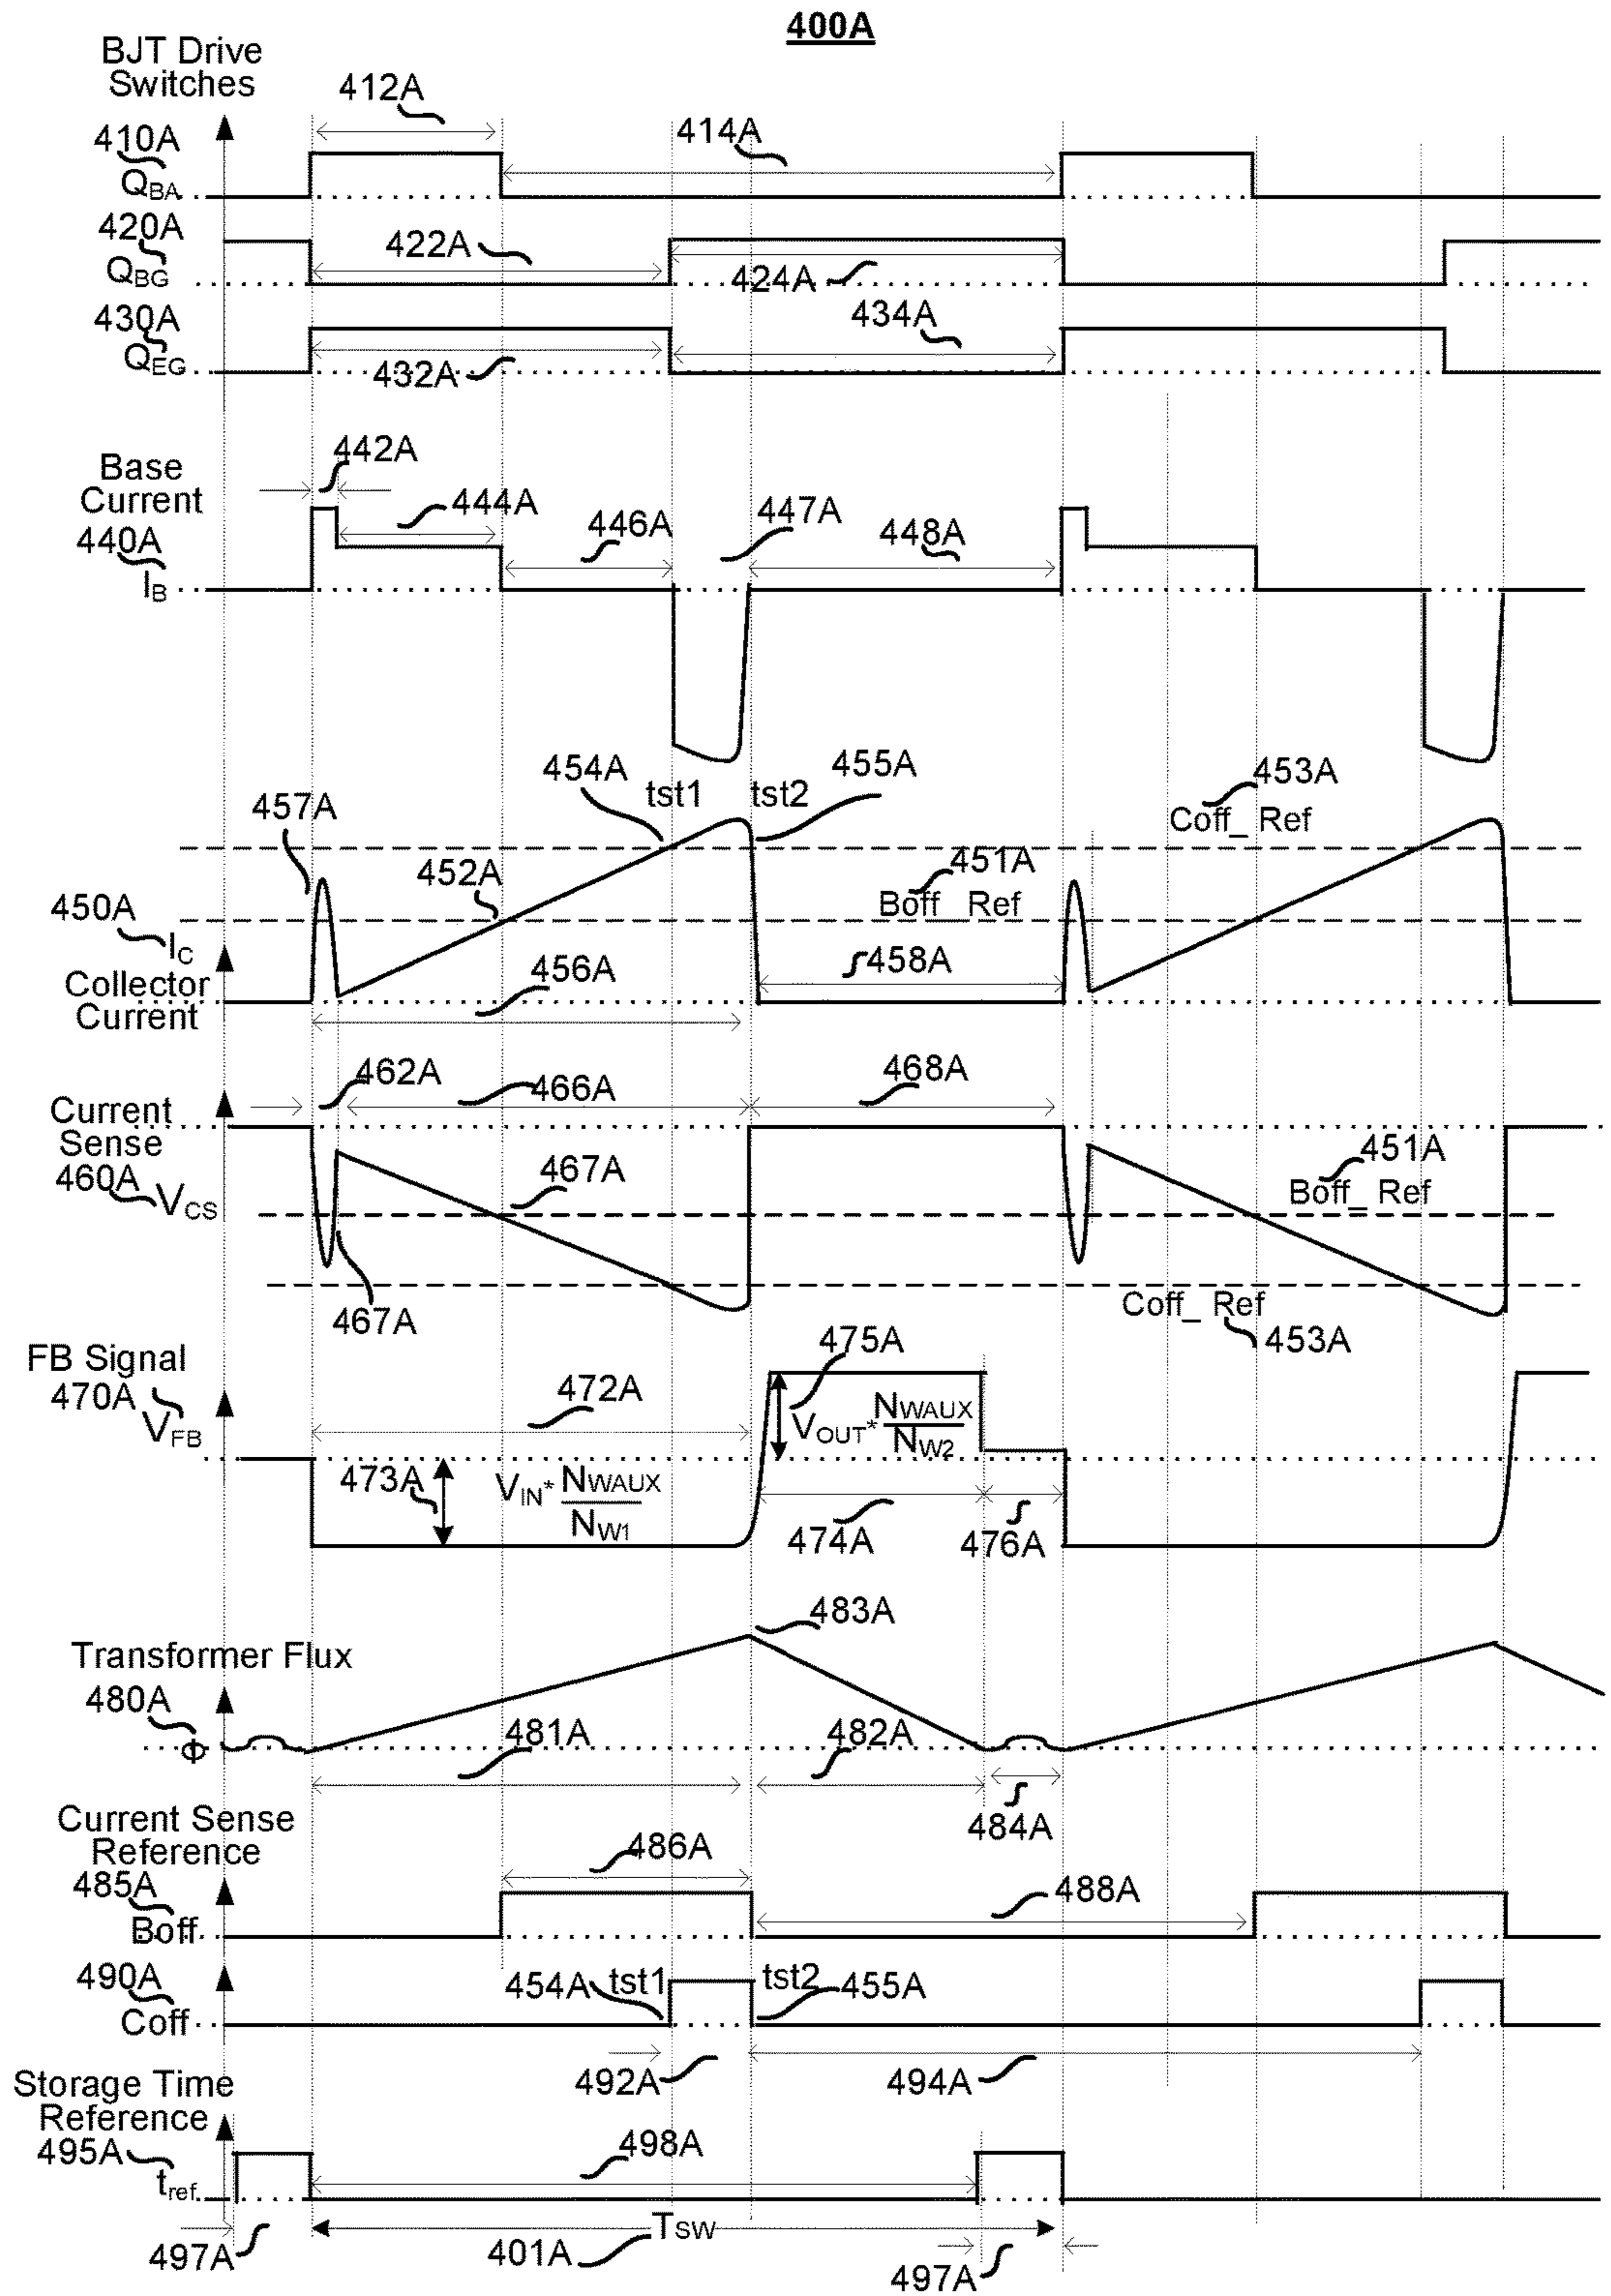 400A
BJT Drive
Switches
412A
410A
414A
QBA
420A
422A
QBG
424A
430A
434A
QEG
432A
442A
Base
Current
444A
446A
447A
448A
440A
IB
454A
tst1
tst2
455A
453A
Coff_ Ref
457A
452A
451A
Boff_ Ref
450A
IC
456A
458A
Collector
Current
462A
466A
468A
Current
Sense
467A
451A
460A
VCS
Boff_ Ref
467A
Coff_ Ref
453A
FB Signal
475A
470A
472A
VFB
VOUT* NWAUX
NW2
473A
VIN* NWAUX
NW1
474A
476A
483A
Transformer Flux
480A
481A
482A
Φ
484A
Current Sense
Reference
486A
485A
488A
Boff
490A
454A
tst1
tst2
455A
Coff
492A
494A
Storage Time
Reference
495A
498A
tref
TSW
497A
401A
497A